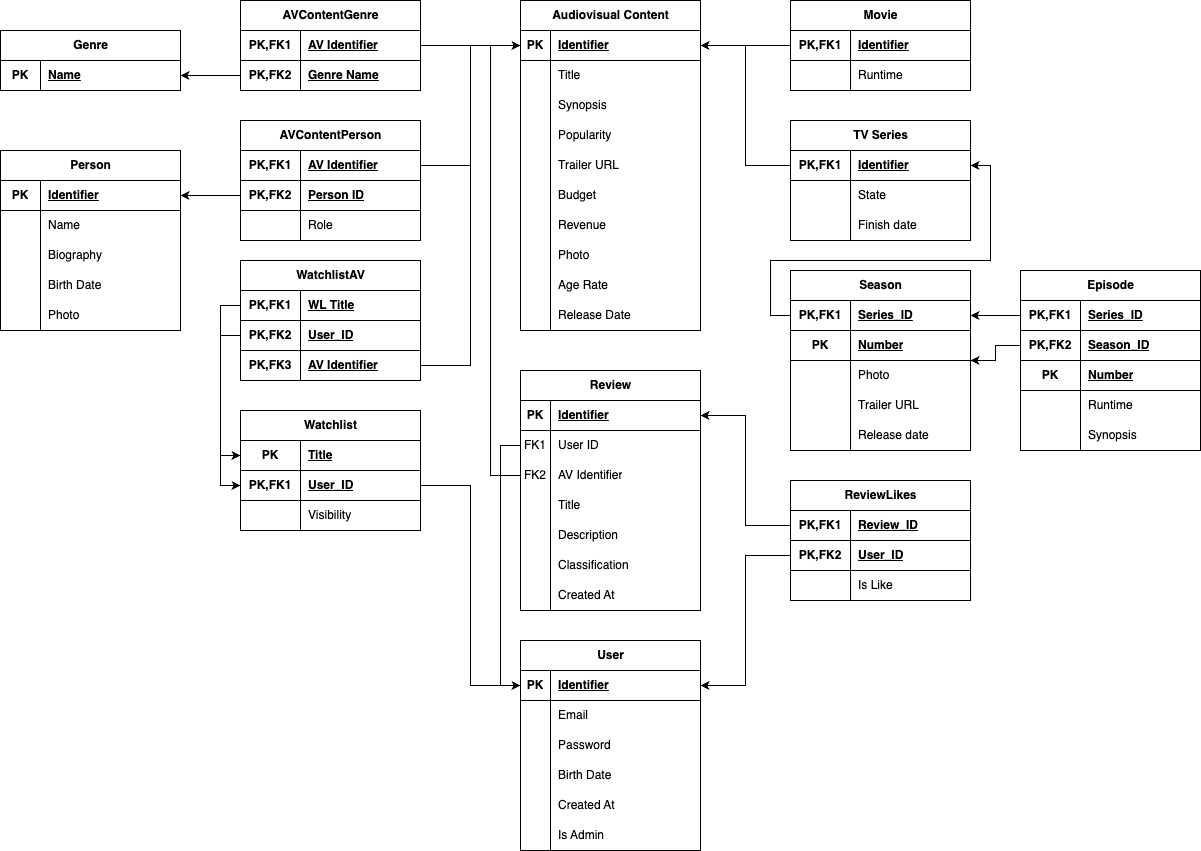 Genre
PK Name
Person
PK Identifier
Name
Biography
Birth Date
Photo
AVContentGenre
PK,FK1 AV Identifier
PK,FK2 Genre Name
AVContentPerson
PK,FK1 AV Identifier
PK,FK2 Person ID
Role
WatchlistAV
PK,FK1 WL Title
PK,FK2 User_ID
PK,FK3 AV Identifier
Watchlist
PK Title
PK,FK1 User_ID
Visibility
Audiovisual Content
PK Identifier
Title
Synopsis
Popularity
Trailer URL
Budget
Revenue
Photo
Age Rate
Release Date
Review
PK Identifier
FK1 User ID
FK2 AV Identifier
Title
Description
Classification
Created At
User
PK Identifier
Email
Password
Birth Date
Created At
Is Admin
Movie
PK,FK1 Identifier
Runtime
TV Series
PK,FK1 Identifier
State
Finish date
Season
PK,FK1 Series_ID
PK Number
Photo
Trailer URL
Release date
Episode
PK,FK1 Series_ID
PK,FK2 Season_ID
PK Number
Runtime
Synopsis
ReviewLikes
PK,FK1 Review_ID
PK,FK2 User_ID
Is Like